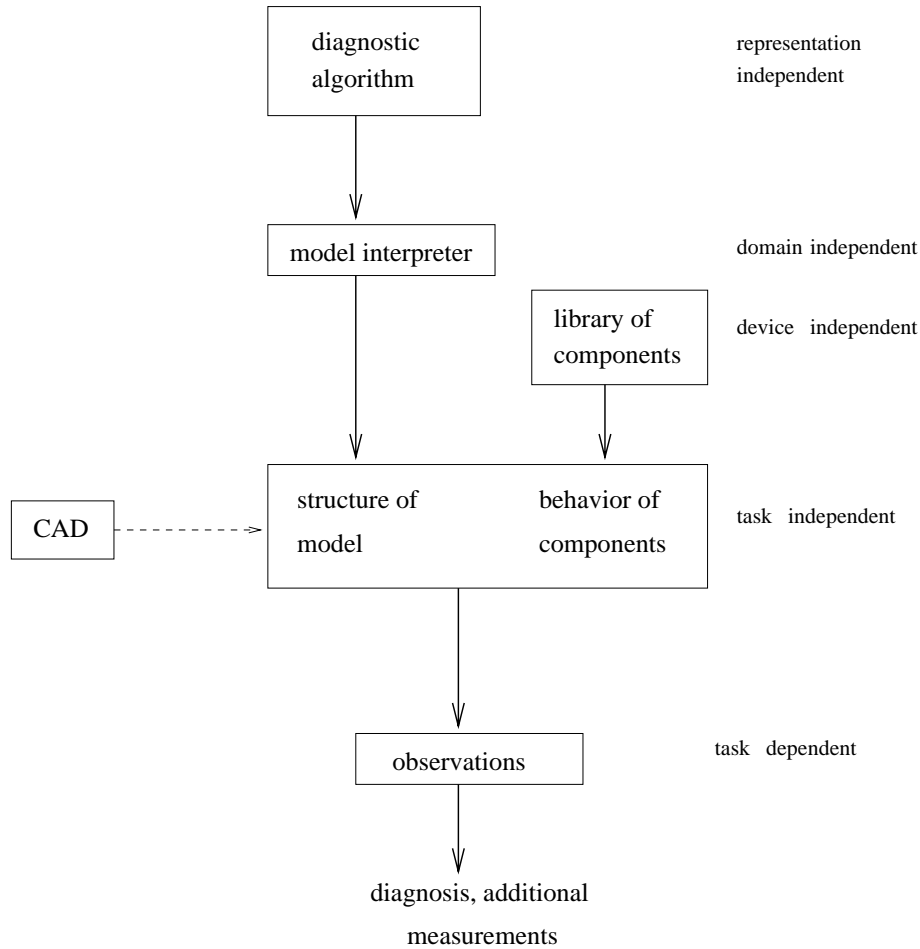 diagnostic
algorithm
representation
independent
model interpreter
domain independent
library of
components
device independent
CAD
structure of
model
behavior of
components
task independent
observations
task dependent
diagnosis, additional
measurements